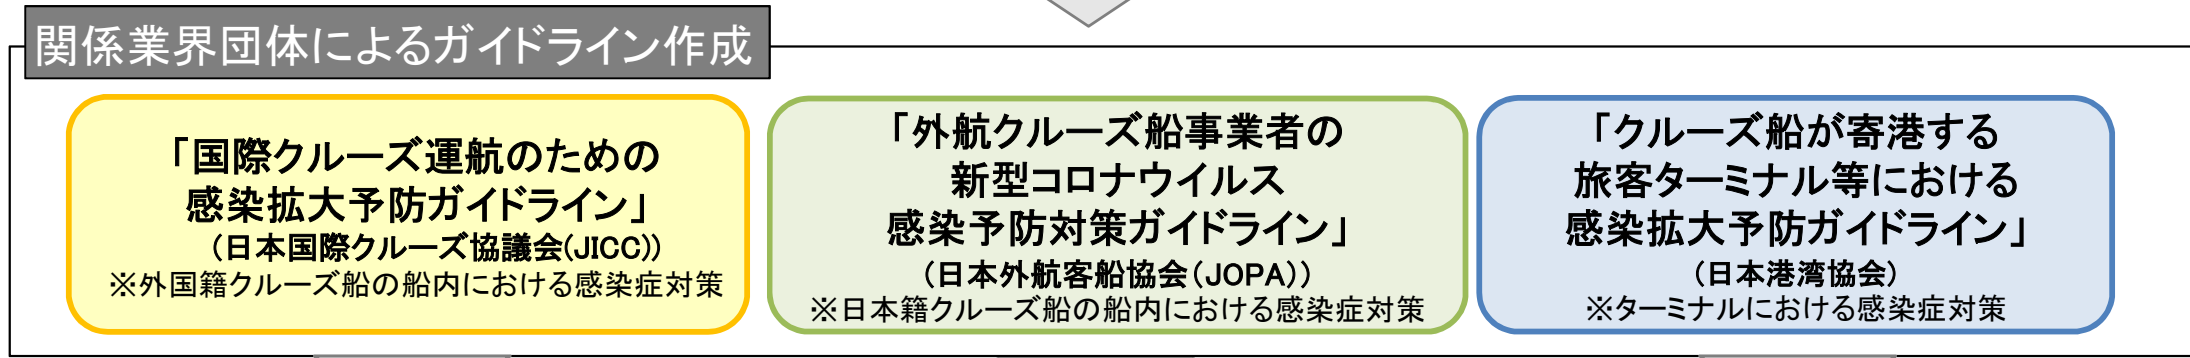 関係業界団体によるガイドライン作成
「国際クルーズ運航のための
感染拡大予防ガイドライン」
(日本国際クルーズ協議会(JICC))
※外国籍クルーズ船の船内における感染症対策
「外航クルーズ船事業者の
新型コロナウイルス
感染予防対策ガイドライン」
(日本外航客船協会(JOPA))
※日本籍クルーズ船の船内における感染症対策
「クルーズ船が寄港する
旅客ターミナル等における
感染拡大予防ガイドライン」
(日本港湾協会)
※ターミナルにおける感染症対策